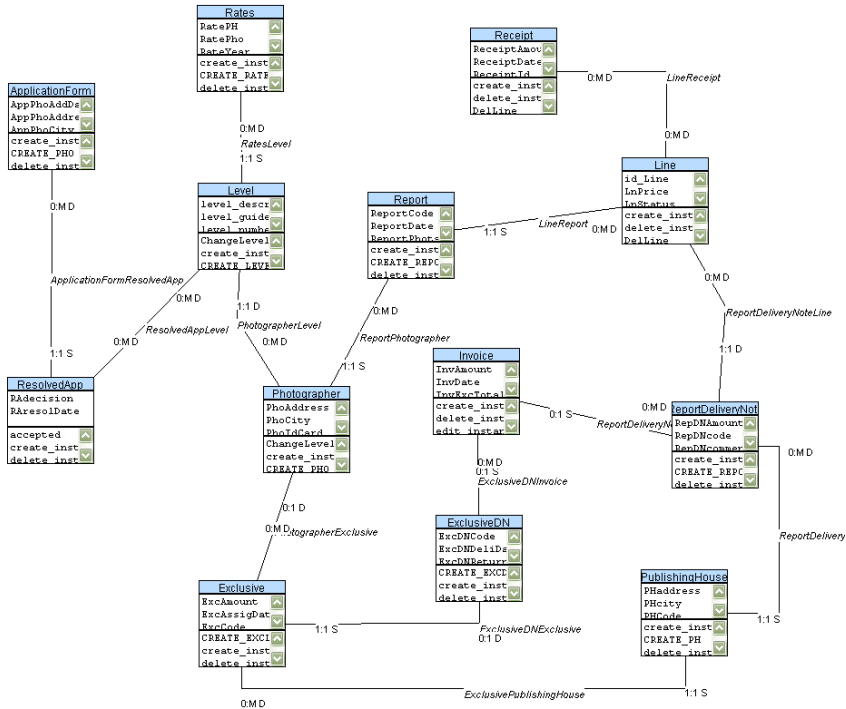 Rates
RatePH
RatePho
RateYear
create_inst
CREATE_RATE
delete_inst
Receipt
ReceiptAmou
ReceiptDate
ReceiptId
create_inst
delete_inst
DelLine
0:M D
LineReceipt
ApplicationForm
AppPhoAddDa
AppPhoAddre
AppPhoCity
create_inst
CREATE_PHO
delete_inst
0:M D
RatesLevel
1:1 S
0:M D
Line
id_Line
LnPrice
LnStatus
create_inst
delete_inst
DelLine
Level
level_descr
level_guide
level_numbe
ChangeLevel
create_inst
CREATE_LEVE
Report
ReportCode
ReportDate
ReportPhots
create_inst
CREATE_REPC
delete_inst
0:M D
1:1 S
LineReport
0:M D
ApplicationFormResolvedApp
0:M D
1:1 D
0:M D
0:M D
ReportDeliveryNoteLine
ResolvedAppLevel
PhotographerLevel
ReportPhotographer
0:M D
0:M D
1:1 S
1:1 S
1:1 D
ResolvedApp
RAdecision
RAresolDate
accepted
create_inst
delete_inst
Photographer
PhoAddress
PhoCity
PhoIdCard
ChangeLevel
create_inst
CREATE_PHO
Invoice
InvAmount
InvDate
InvExcTotal
create_inst
delete_inst
edit_instan
0:1 S
0:M D
ReportDeliveryN
ReportDeliveryNot
RepDNAmount
RepDNcode
RepDNcommer
create_inst
CREATE_REPC
delete_inst
0:M D
0:M D
0:1 S
ExclusiveDNInvoice
0:1 D
0:M D
PhotographerExclusive
ExclusiveDN
ExcDNCode
ExcDNDeliDa
ExcDNReturn
CREATE_EXCD
create_inst
delete_inst
ReportDelivery
Exclusive
ExcAmount
ExcAssigDat
ExcCode
CREATE_EXCL
create_inst
delete_inst
1:1 S
ExclusiveDNExclusive
0:1 D
PublishingHouse
PHaddress
PHcity
PHCode
create_inst
CREATE_PH
delete_inst
1:1 S
0:M D
ExclusivePublishingHouse
1:1 S